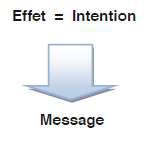 Effet = Intention
Message